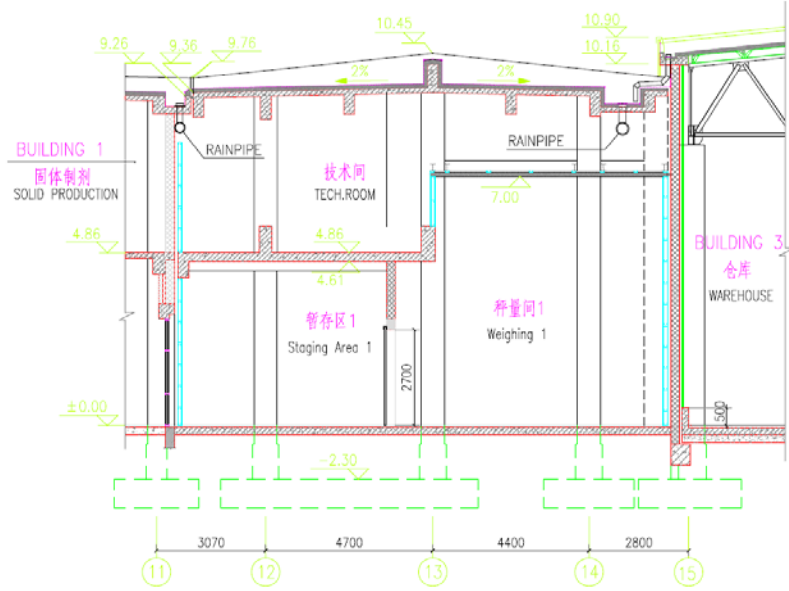 10.45
10.90
9.26
9.36
9.76
10.16
2%
2%
RAINPIPE
RAINPIPE
BUILDING 1
固体制剂
SOLID PRODUCTION
技术间
TECH.ROOM
7.00
4.86
4.86
4.61
BUILDING 3
仓库
WAREHOUSE
暂存区1
Staging Area 1
秤量间1
Weighing 1
2700
500
±0.00
-2.30
3070
4700
4400
2800
11
12
13
14
15